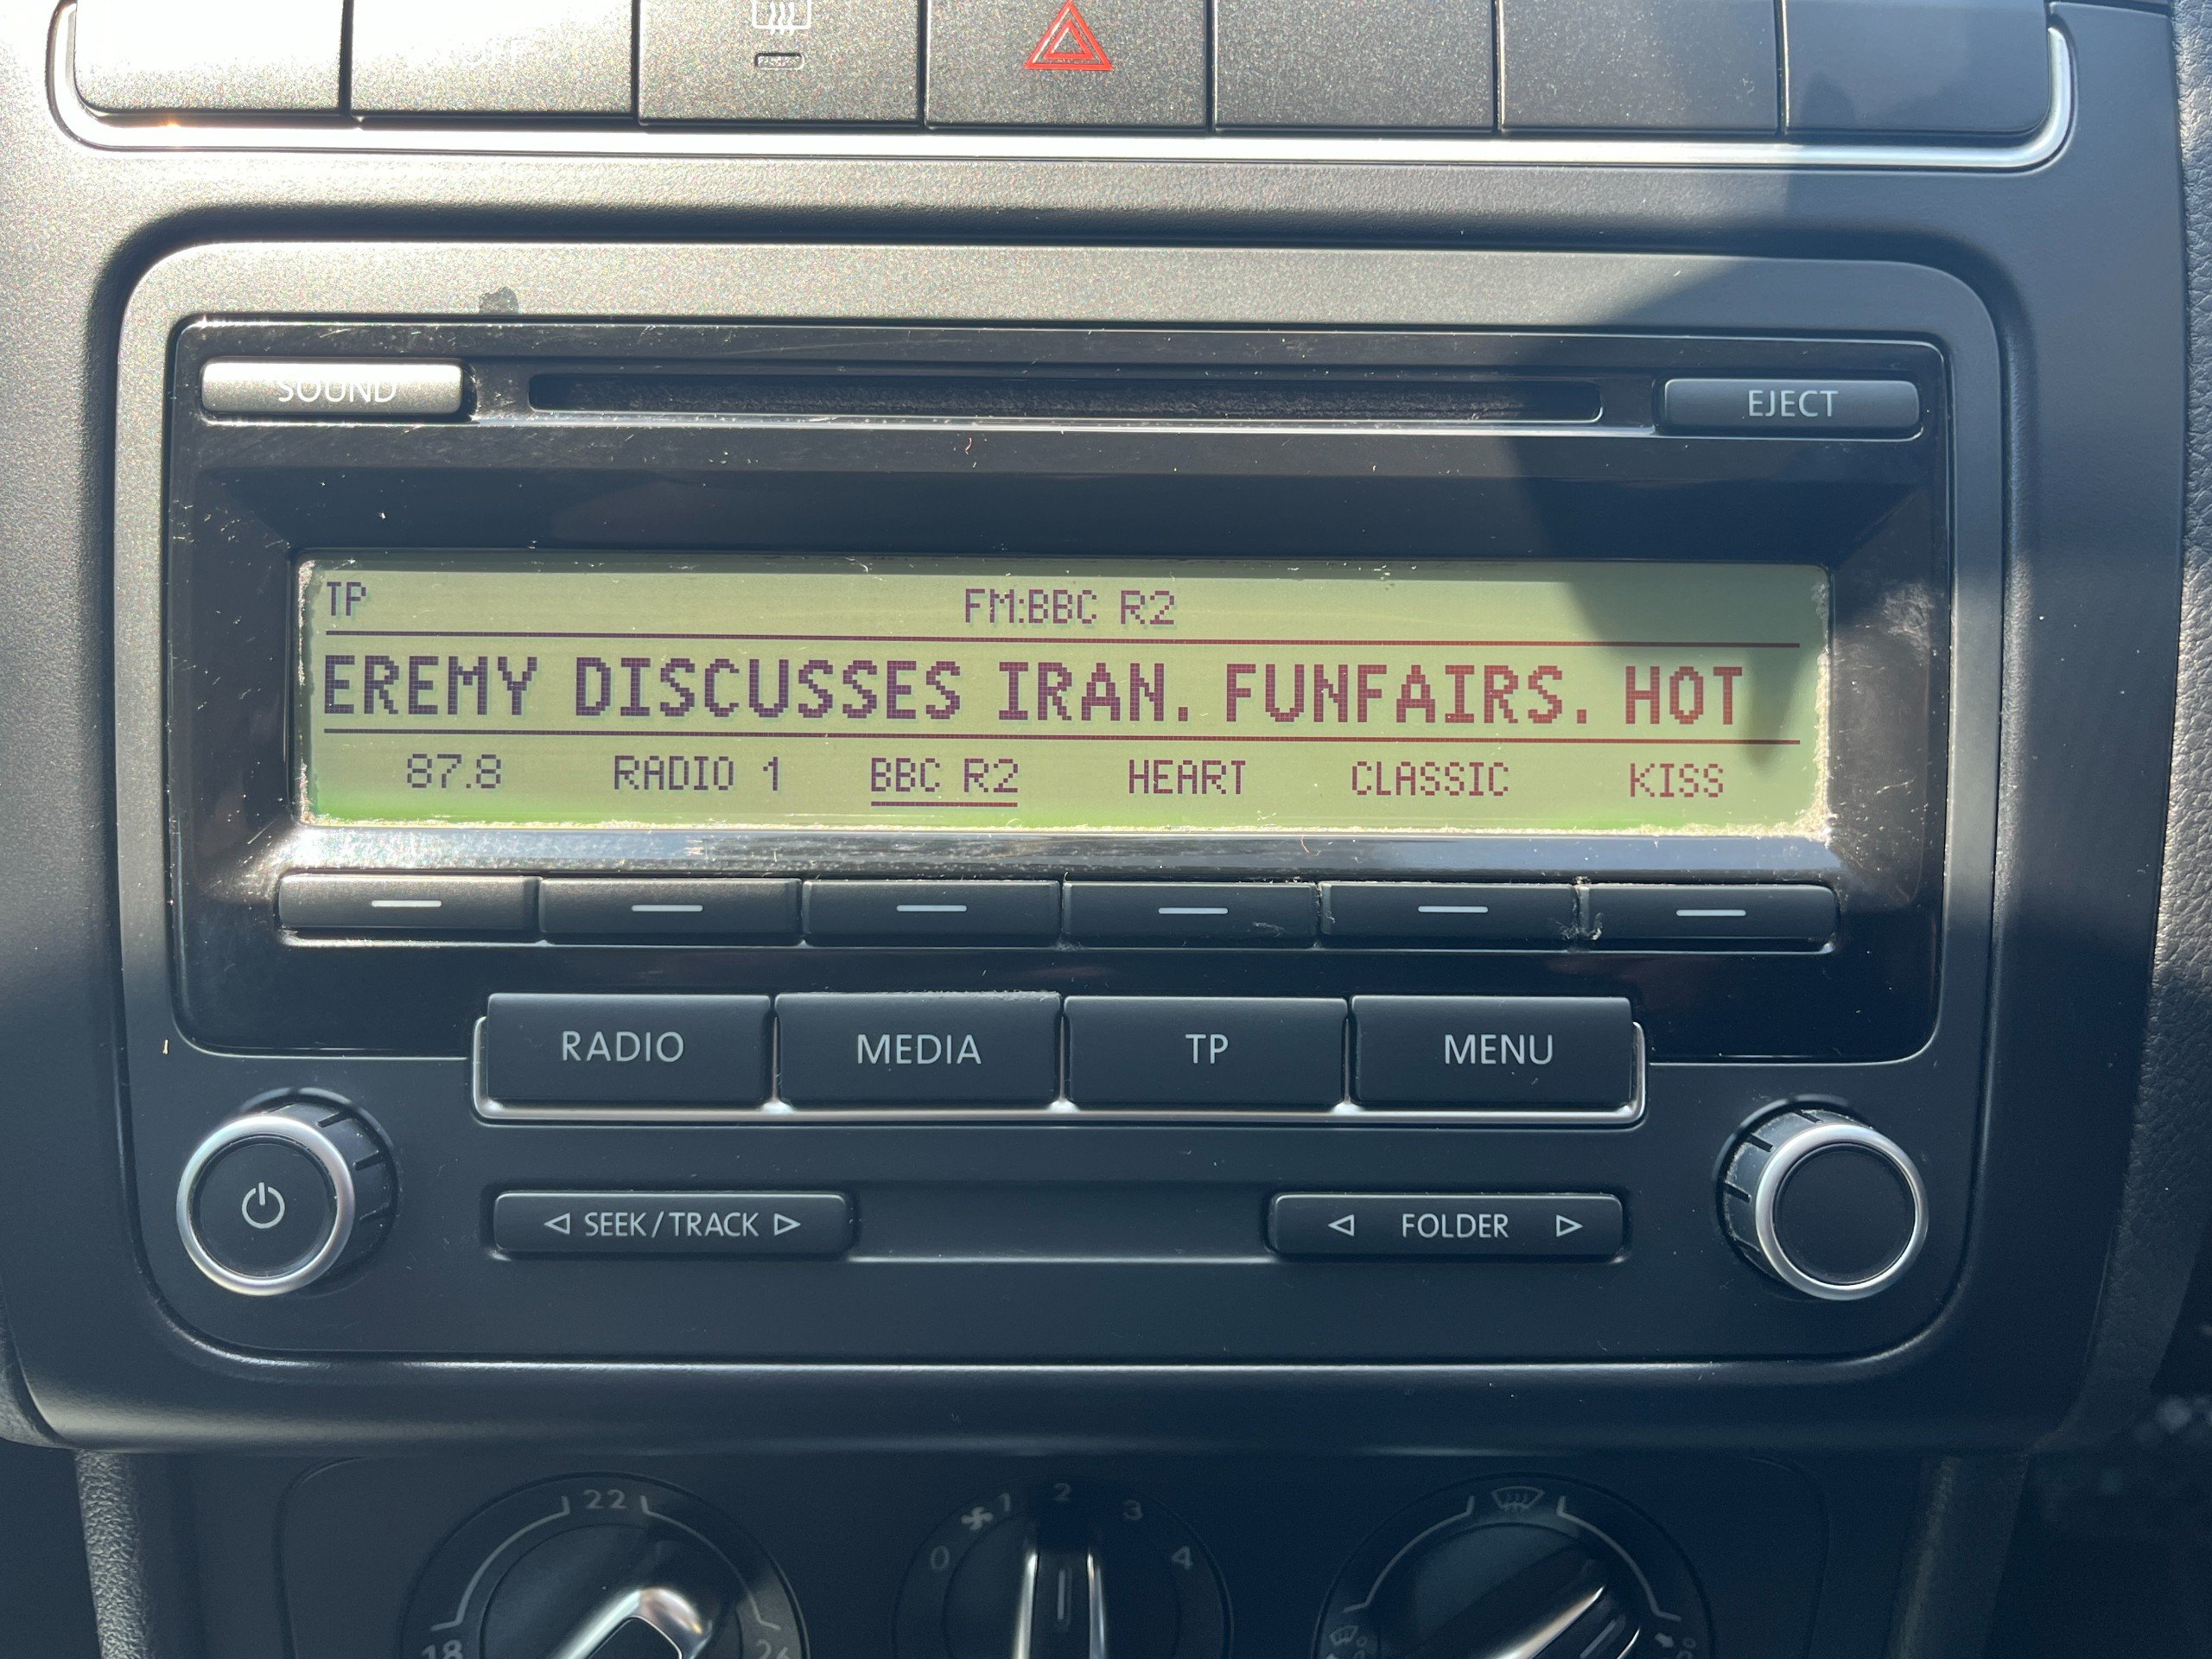 SOUND
EJECT
TP
FM:BBC R2
EREMY DISCUSSES IRAN. FUNFAIRS. HOT
87.8 RADIO 1 BBC R2 HEART CLASSIC KISS
RADIO MEDIA TP MENU
SEEK/TRACK FOLDER
22
0 1 2 3 4
18